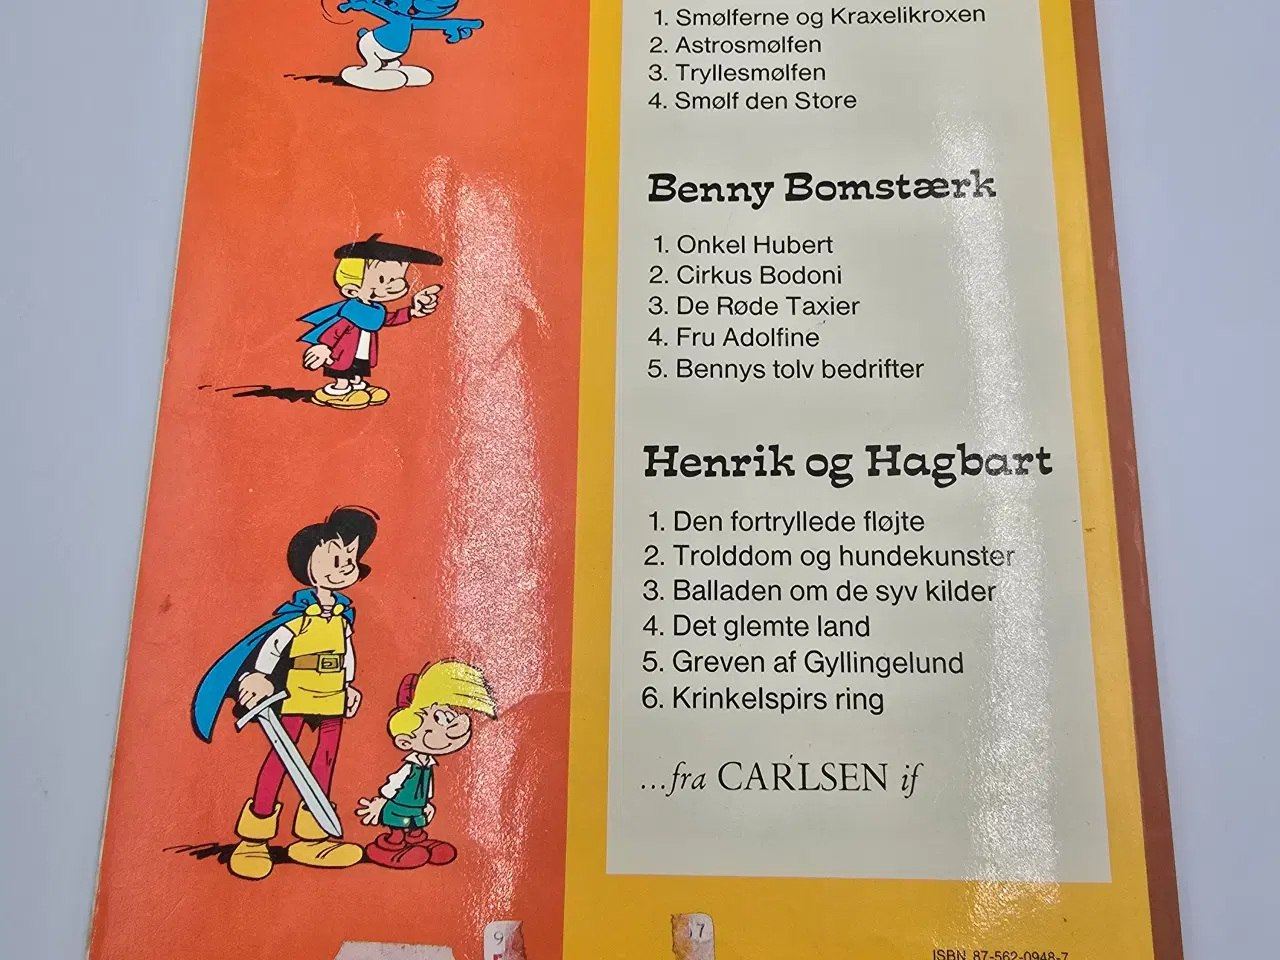 1. Smølferne og Kraxelikroxen
2. Astrosmølfen
3. Tryllesmølfen
4. Smølf den Store
Benny Bomstærk
1. Onkel Hubert
2. Cirkus Bodoni
3. De Røde Taxier
4. Fru Adolfine
5. Bennys tolv bedrifter
Henrik og Hagbart
1. Den fortryllede fløjte
2. Trolddom og hundekunster
3. Balladen om de syv kilder
4. Det glemte land
5. Greven af Gyllingelund
6. Krinkelspirs ring
...fra CARLSEN if
9
17
ISBN 87-562-0948-7